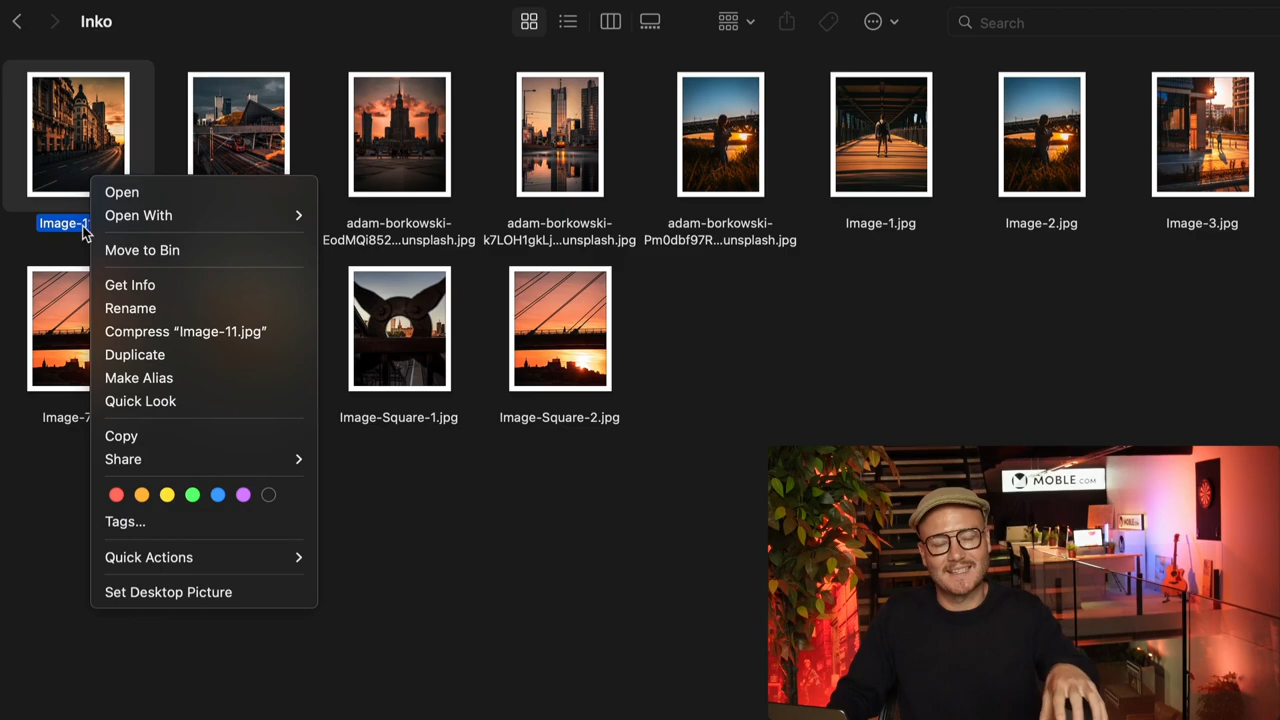 Inko
Search
Image-11
adam-borkowski-
EodMQi852...unsplash.jpg
adam-borkowski-
k7LOH1gkLj...unsplash.jpg
adam-borkowski-
Pm0dbf97R...unsplash.jpg
Image-1.jpg
Image-2.jpg
Image-3.jpg
Open
Open With
Move to Bin
Get Info
Rename
Compress “Image-11.jpg”
Duplicate
Make Alias
Quick Look
Copy
Share
Tags...
Quick Actions
Set Desktop Picture
Image-7
Image-Square-1.jpg
Image-Square-2.jpg
MOBLE.COM
MOBLE.COM